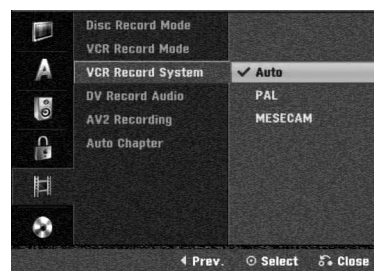 Disc Record Mode
VCR Record Mode
A
VCR Record System ✓ Auto
DV Record Audio PAL
AV2 Recording MESECAM
Auto Chapter
Prev. Select Close